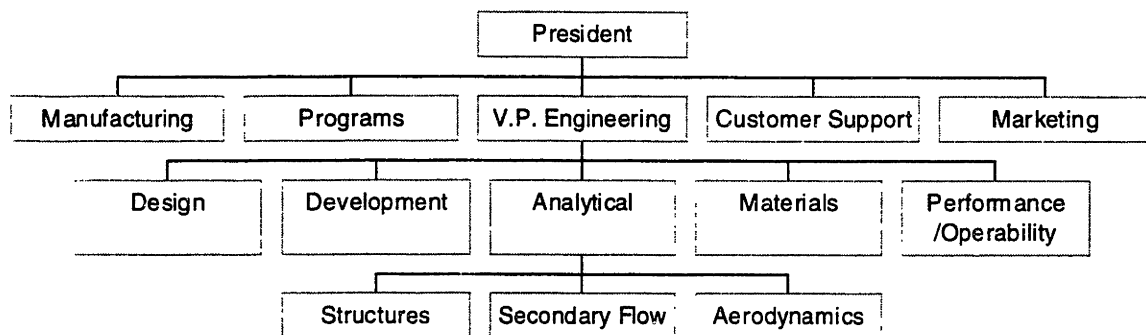 President
Manufacturing
Programs
V.P. Engineering
Customer Support
Marketing
Design
Development
Analytical
Materials
Performance
/Operability
Structures
Secondary Flow
Aerodynamics